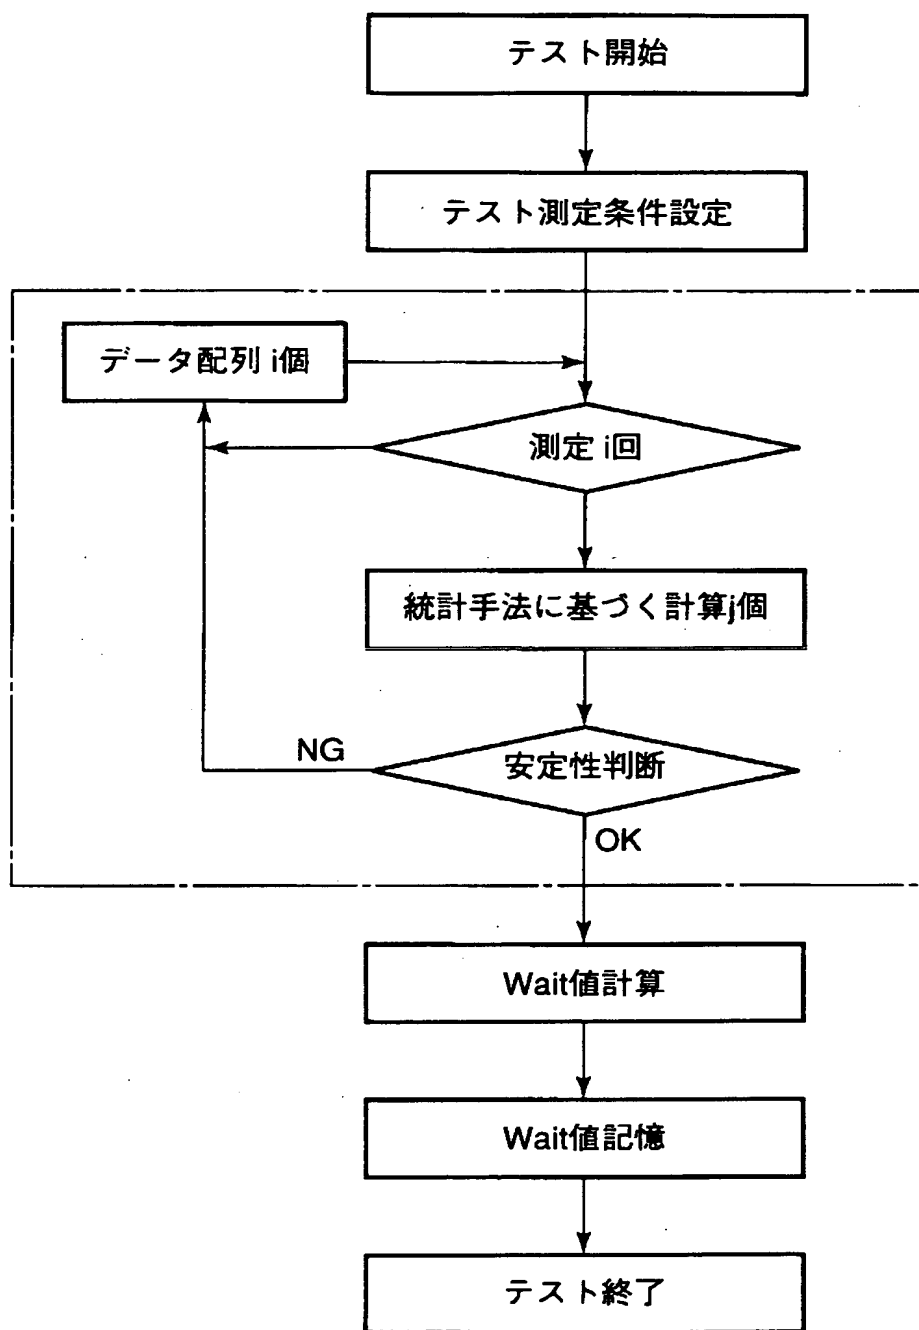 テスト開始
テスト測定条件設定
データ配列 i個
測定 i回
統計手法に基づく計算j個
NG
安定性判断
OK
Wait値計算
Wait値記憶
テスト終了